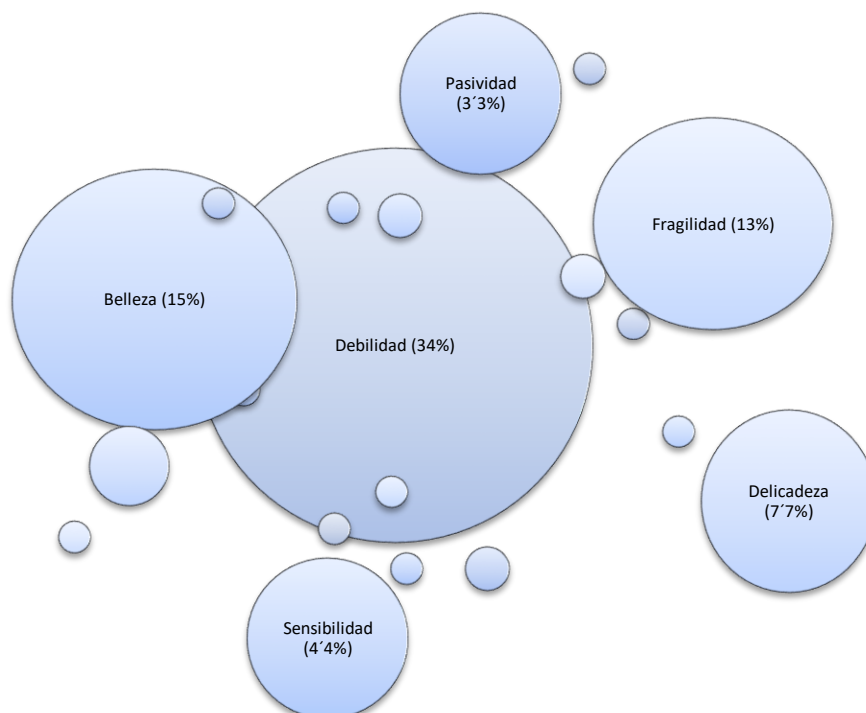 Pasividad
(3´3%)
Fragilidad (13%)
Belleza (15%)
Debilidad (34%)
Delicadeza
(7´7%)
Sensibilidad
(4´4%)